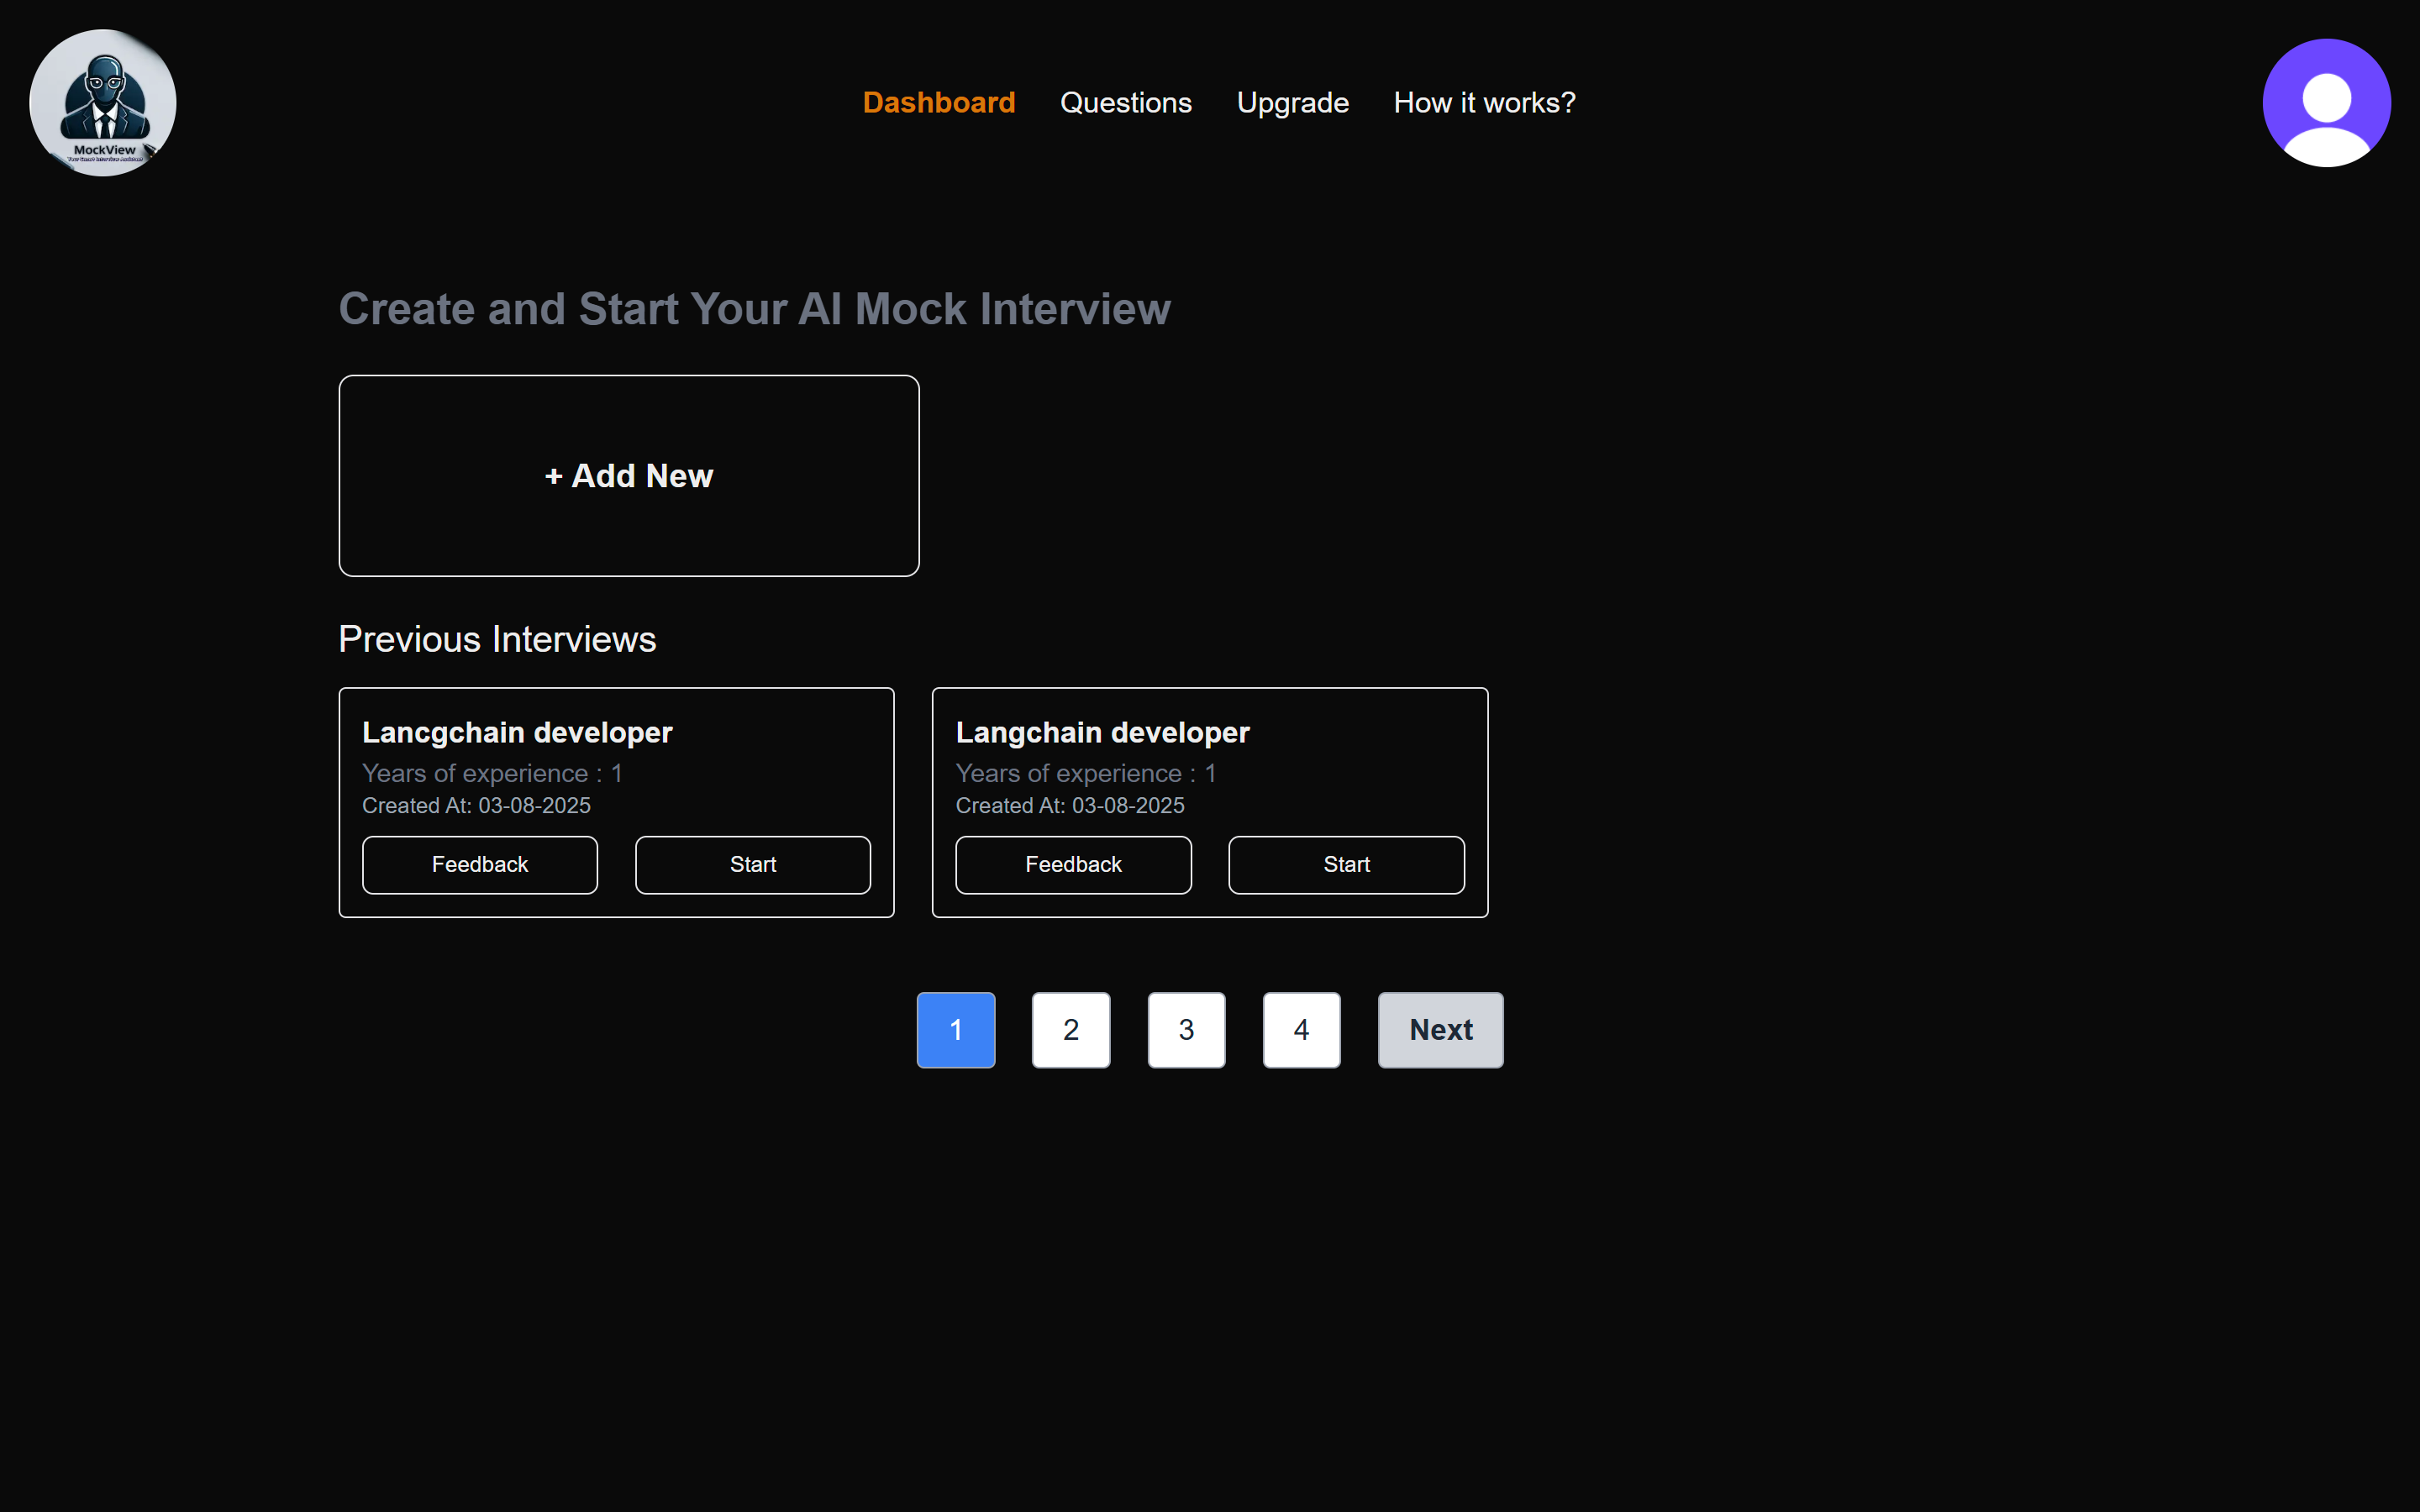 MockView
Dashboard Questions Upgrade How it works?
Create and Start Your AI Mock Interview
+ Add New
Previous Interviews
Lancgchain developer
Years of experience : 1
Created At: 03-08-2025
Feedback Start
Langchain developer
Years of experience : 1
Created At: 03-08-2025
Feedback Start
1 2 3 4 Next